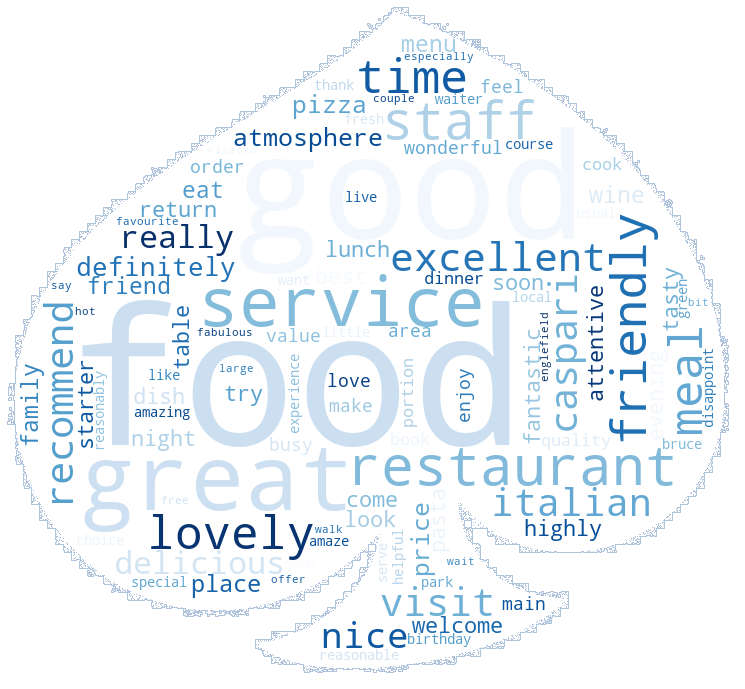 menu
especially
time
thank
couple
waiter
feel
pizza
staff
fresh
atmosphere
wonderful
course
order
cook
good
eat
live
wine
return
usual
favourite
really
friendly
lunch
excellent
definitely
friend
want
best
dinner
soon
tasty
green
say
bit
service
local
hot
table
fabulous
value
little
area
caspari
attentive
englefield
food
recommend
family
starter
reasonably
like
large
try
experience
love
make
portion
enjoy
fantastic
meal
disappoint
evening
dish
amazing
night
busy
book
quality
bruce
great
restaurant
free
come
look
italian
lovely
walk
amaze
price
pasta
highly
choice
delicious
special
place
offer
serve
helpful
wait
park
visit
main
nice
welcome
birthday
reasonable